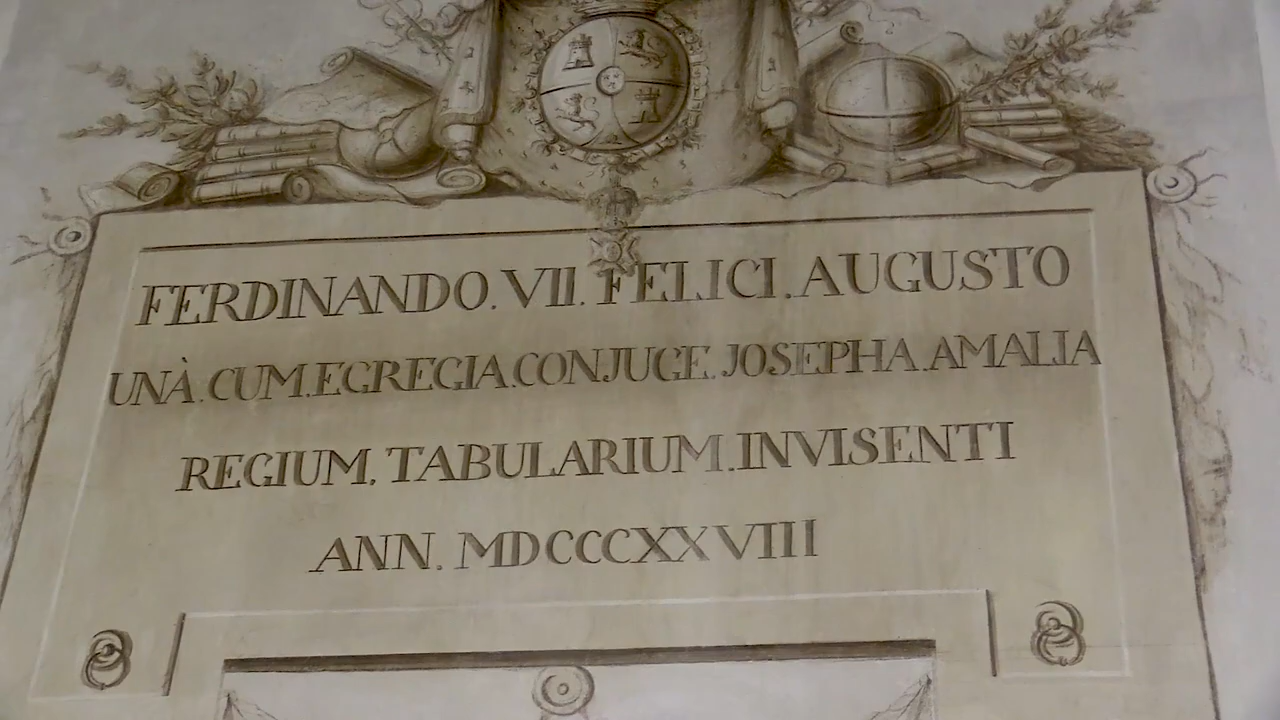 FERDINANDO. VII. FELICI. AUGUSTO
UNÀ. CUM. EGREGIA. CONJUGE. JOSEPHA. AMALIA
REGIUM. TABULARIUM. INVISENTI
ANN. MDCCCXXVIII